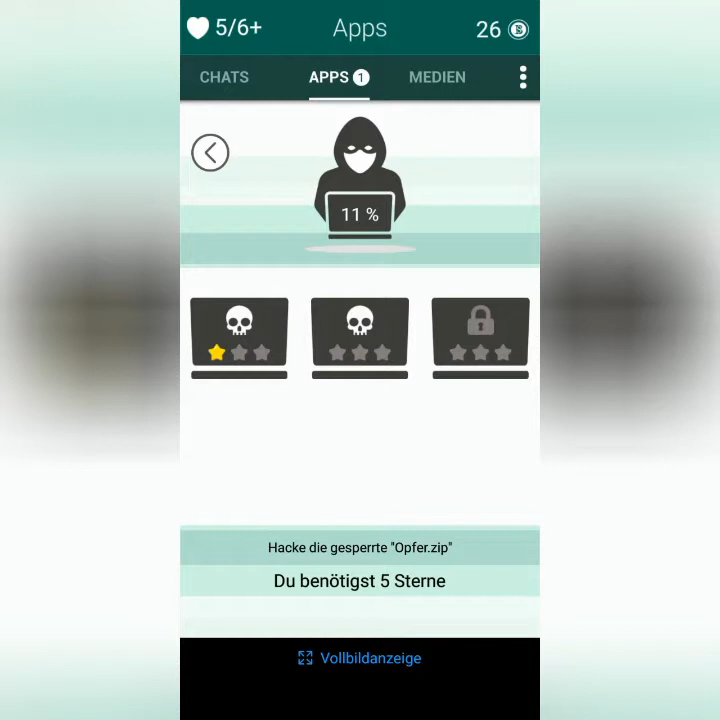 5/6+ Apps 26
CHATS APPS 1 MEDIEN
11 %
Hacke die gesperrte "Opfer.zip"
Du benötigst 5 Sterne
Vollbildanzeige